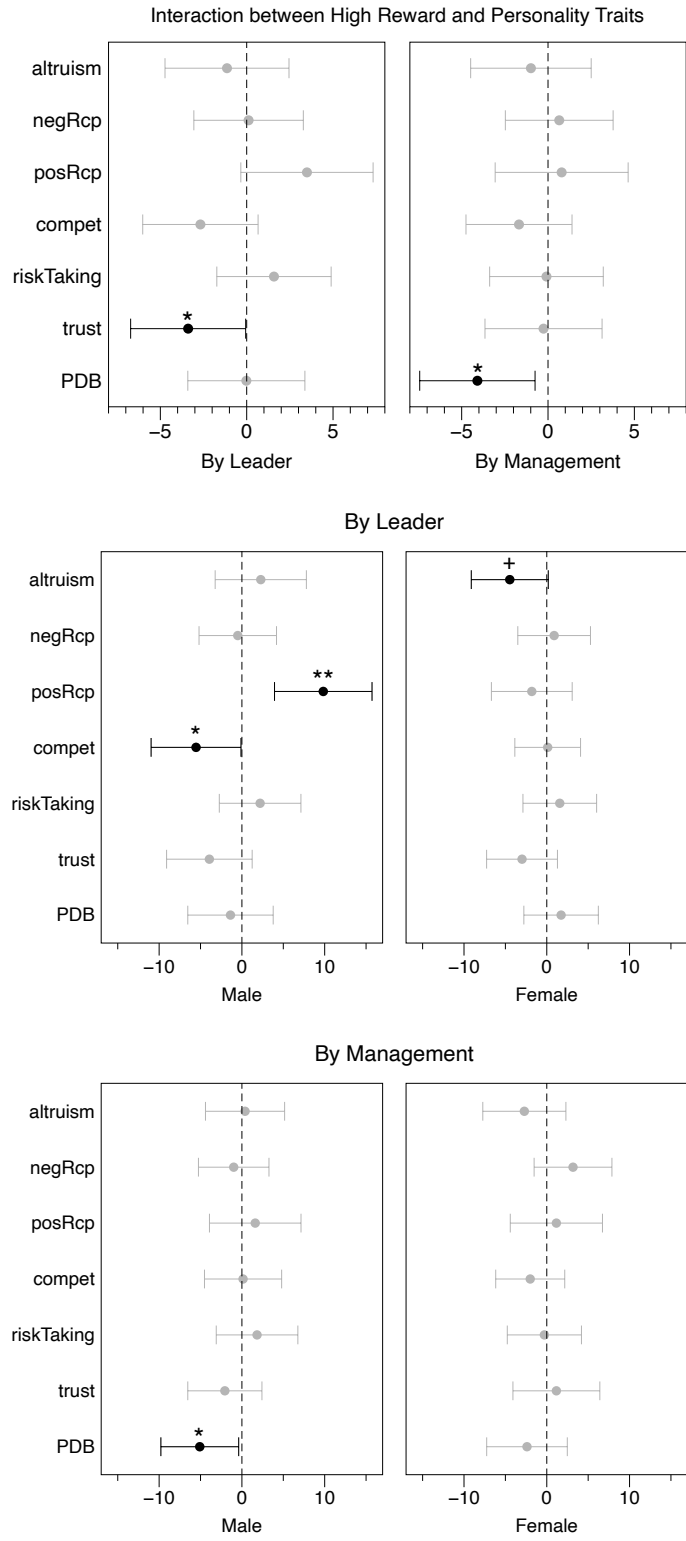 Interaction between High Reward and Personality Traits
altruism
negRcp
posRcp
compet
riskTaking
trust
PDB
*
*
−5 0 5
−5 0 5
By Leader
By Management
By Leader
altruism
negRcp
posRcp
compet
riskTaking
trust
PDB
+
**
*
−10 0 10
−10 0 10
Male
Female
By Management
altruism
negRcp
posRcp
compet
riskTaking
trust
PDB
*
−10 0 10
−10 0 10
Male
Female